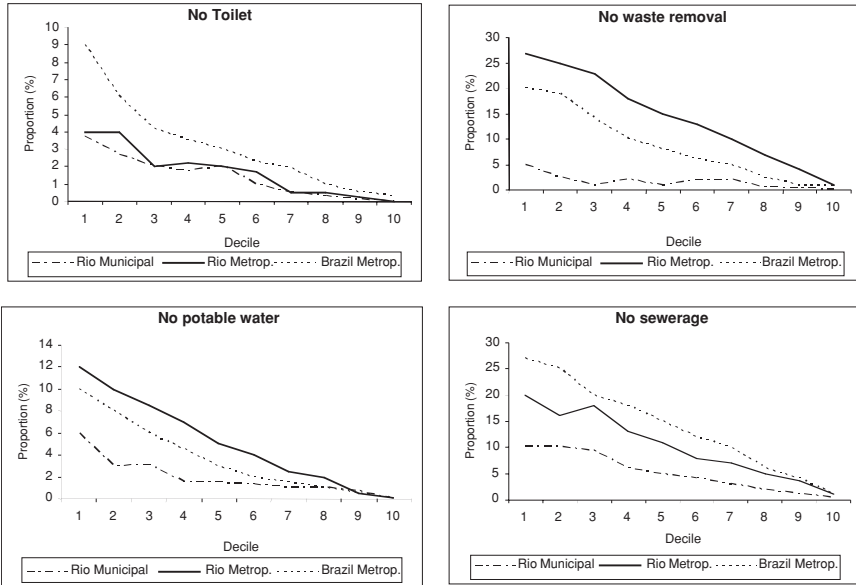 No Toilet
Proportion (%)
10
9
8
7
6
5
4
3
2
1
0
1 2 3 4 5 6 7 8 9 10
Decile
Rio Municipal Rio Metrop. Brazil Metrop.
No waste removal
Proportion (%)
30
25
20
15
10
5
0
1 2 3 4 5 6 7 8 9 10
Decile
Rio Municipal Rio Metrop. Brazil Metrop.
No potable water
Proportion (%)
14
12
10
8
6
4
2
0
1 2 3 4 5 6 7 8 9 10
Decile
Rio Municipal Rio Metrop. Brazil Metrop.
No sewerage
Proportion (%)
30
25
20
15
10
5
0
1 2 3 4 5 6 7 8 9 10
Decile
Rio Municipal Rio Metrop. Brazil Metrop.